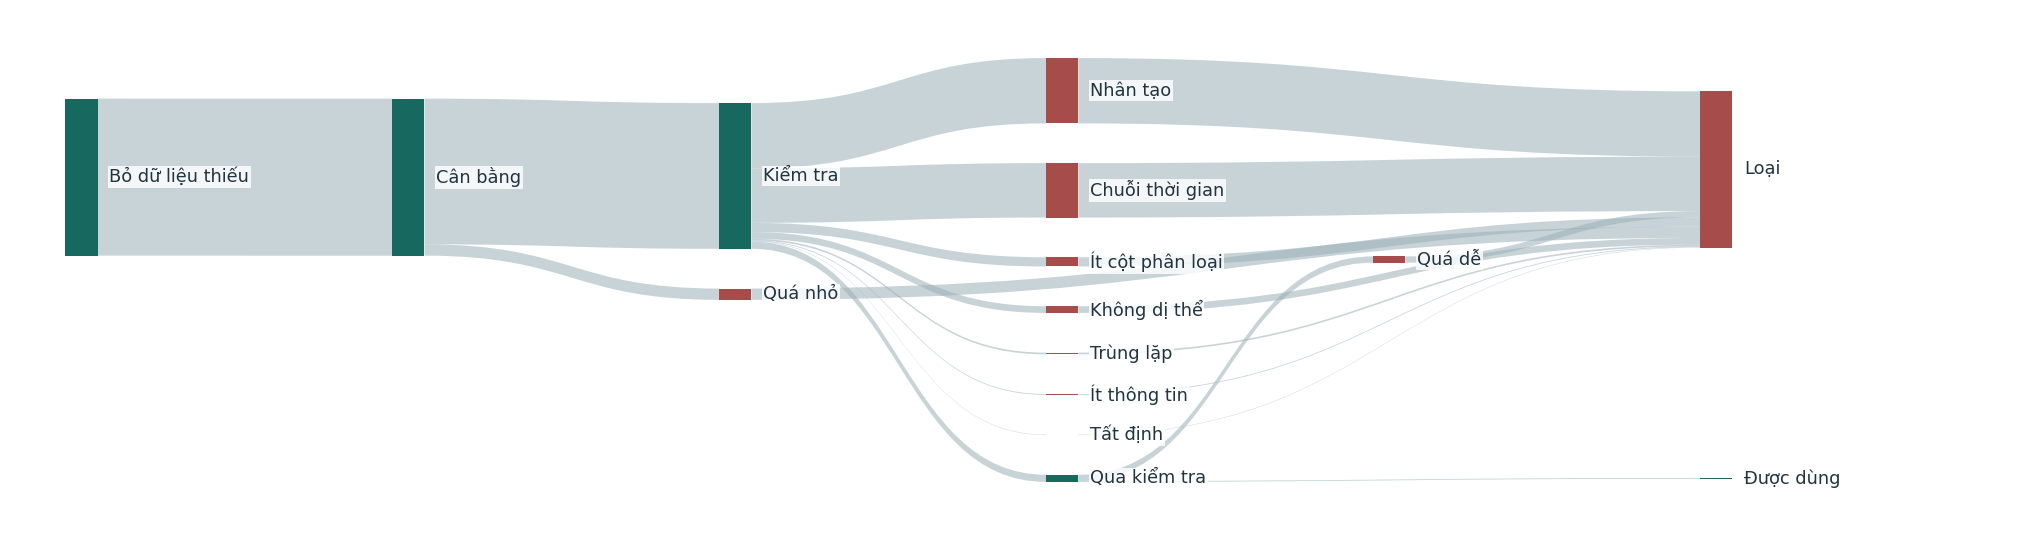 Bỏ dữ liệu thiếu
Cân bằng
Kiểm tra
Quá nhỏ
Nhân tạo
Chuỗi thời gian
Ít cột phân loại
Không dị thể
Trùng lặp
Ít thông tin
Tất định
Qua kiểm tra
Quá dễ
Loại
Được dùng